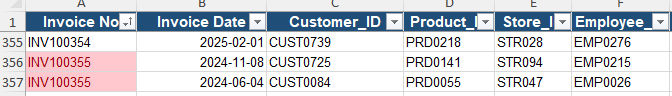 A B C D E F
1 Invoice No Invoice Date Customer_ID Product_I Store_I Employee_
355 INV100354 2025-02-01 CUST0739 PRD0218 STR028 EMP0276
356 INV100355 2024-11-08 CUST0725 PRD0141 STR094 EMP0215
357 INV100355 2024-06-04 CUST0084 PRD0055 STR047 EMP0026